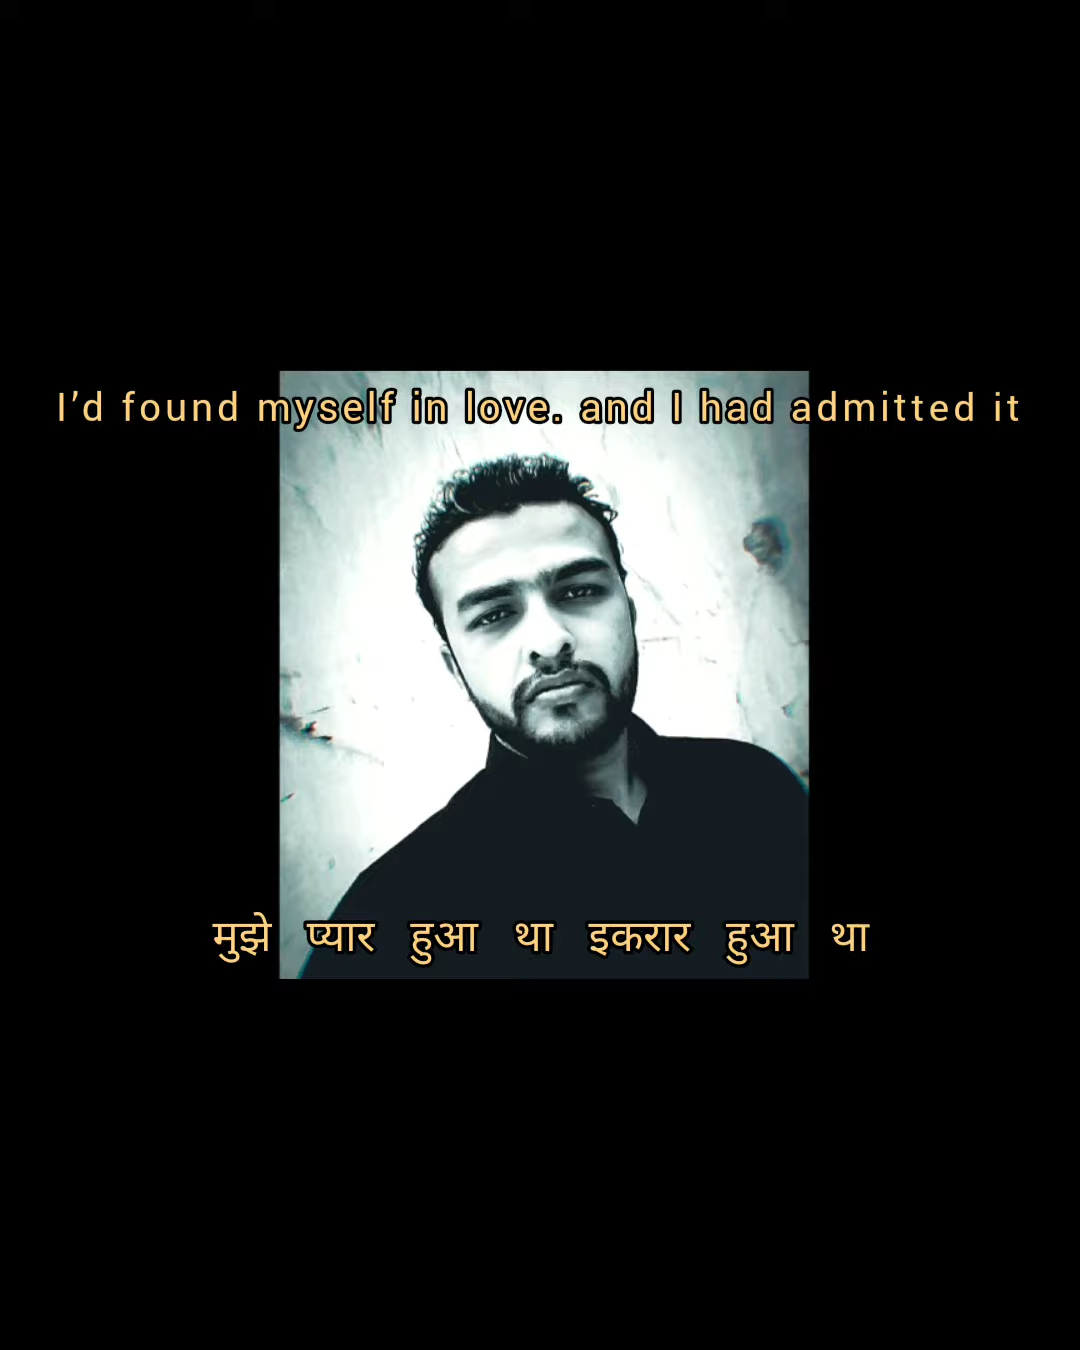 I’d found myself in love. and I had admitted it
मुझे प्यार हुआ था इकरार हुआ था